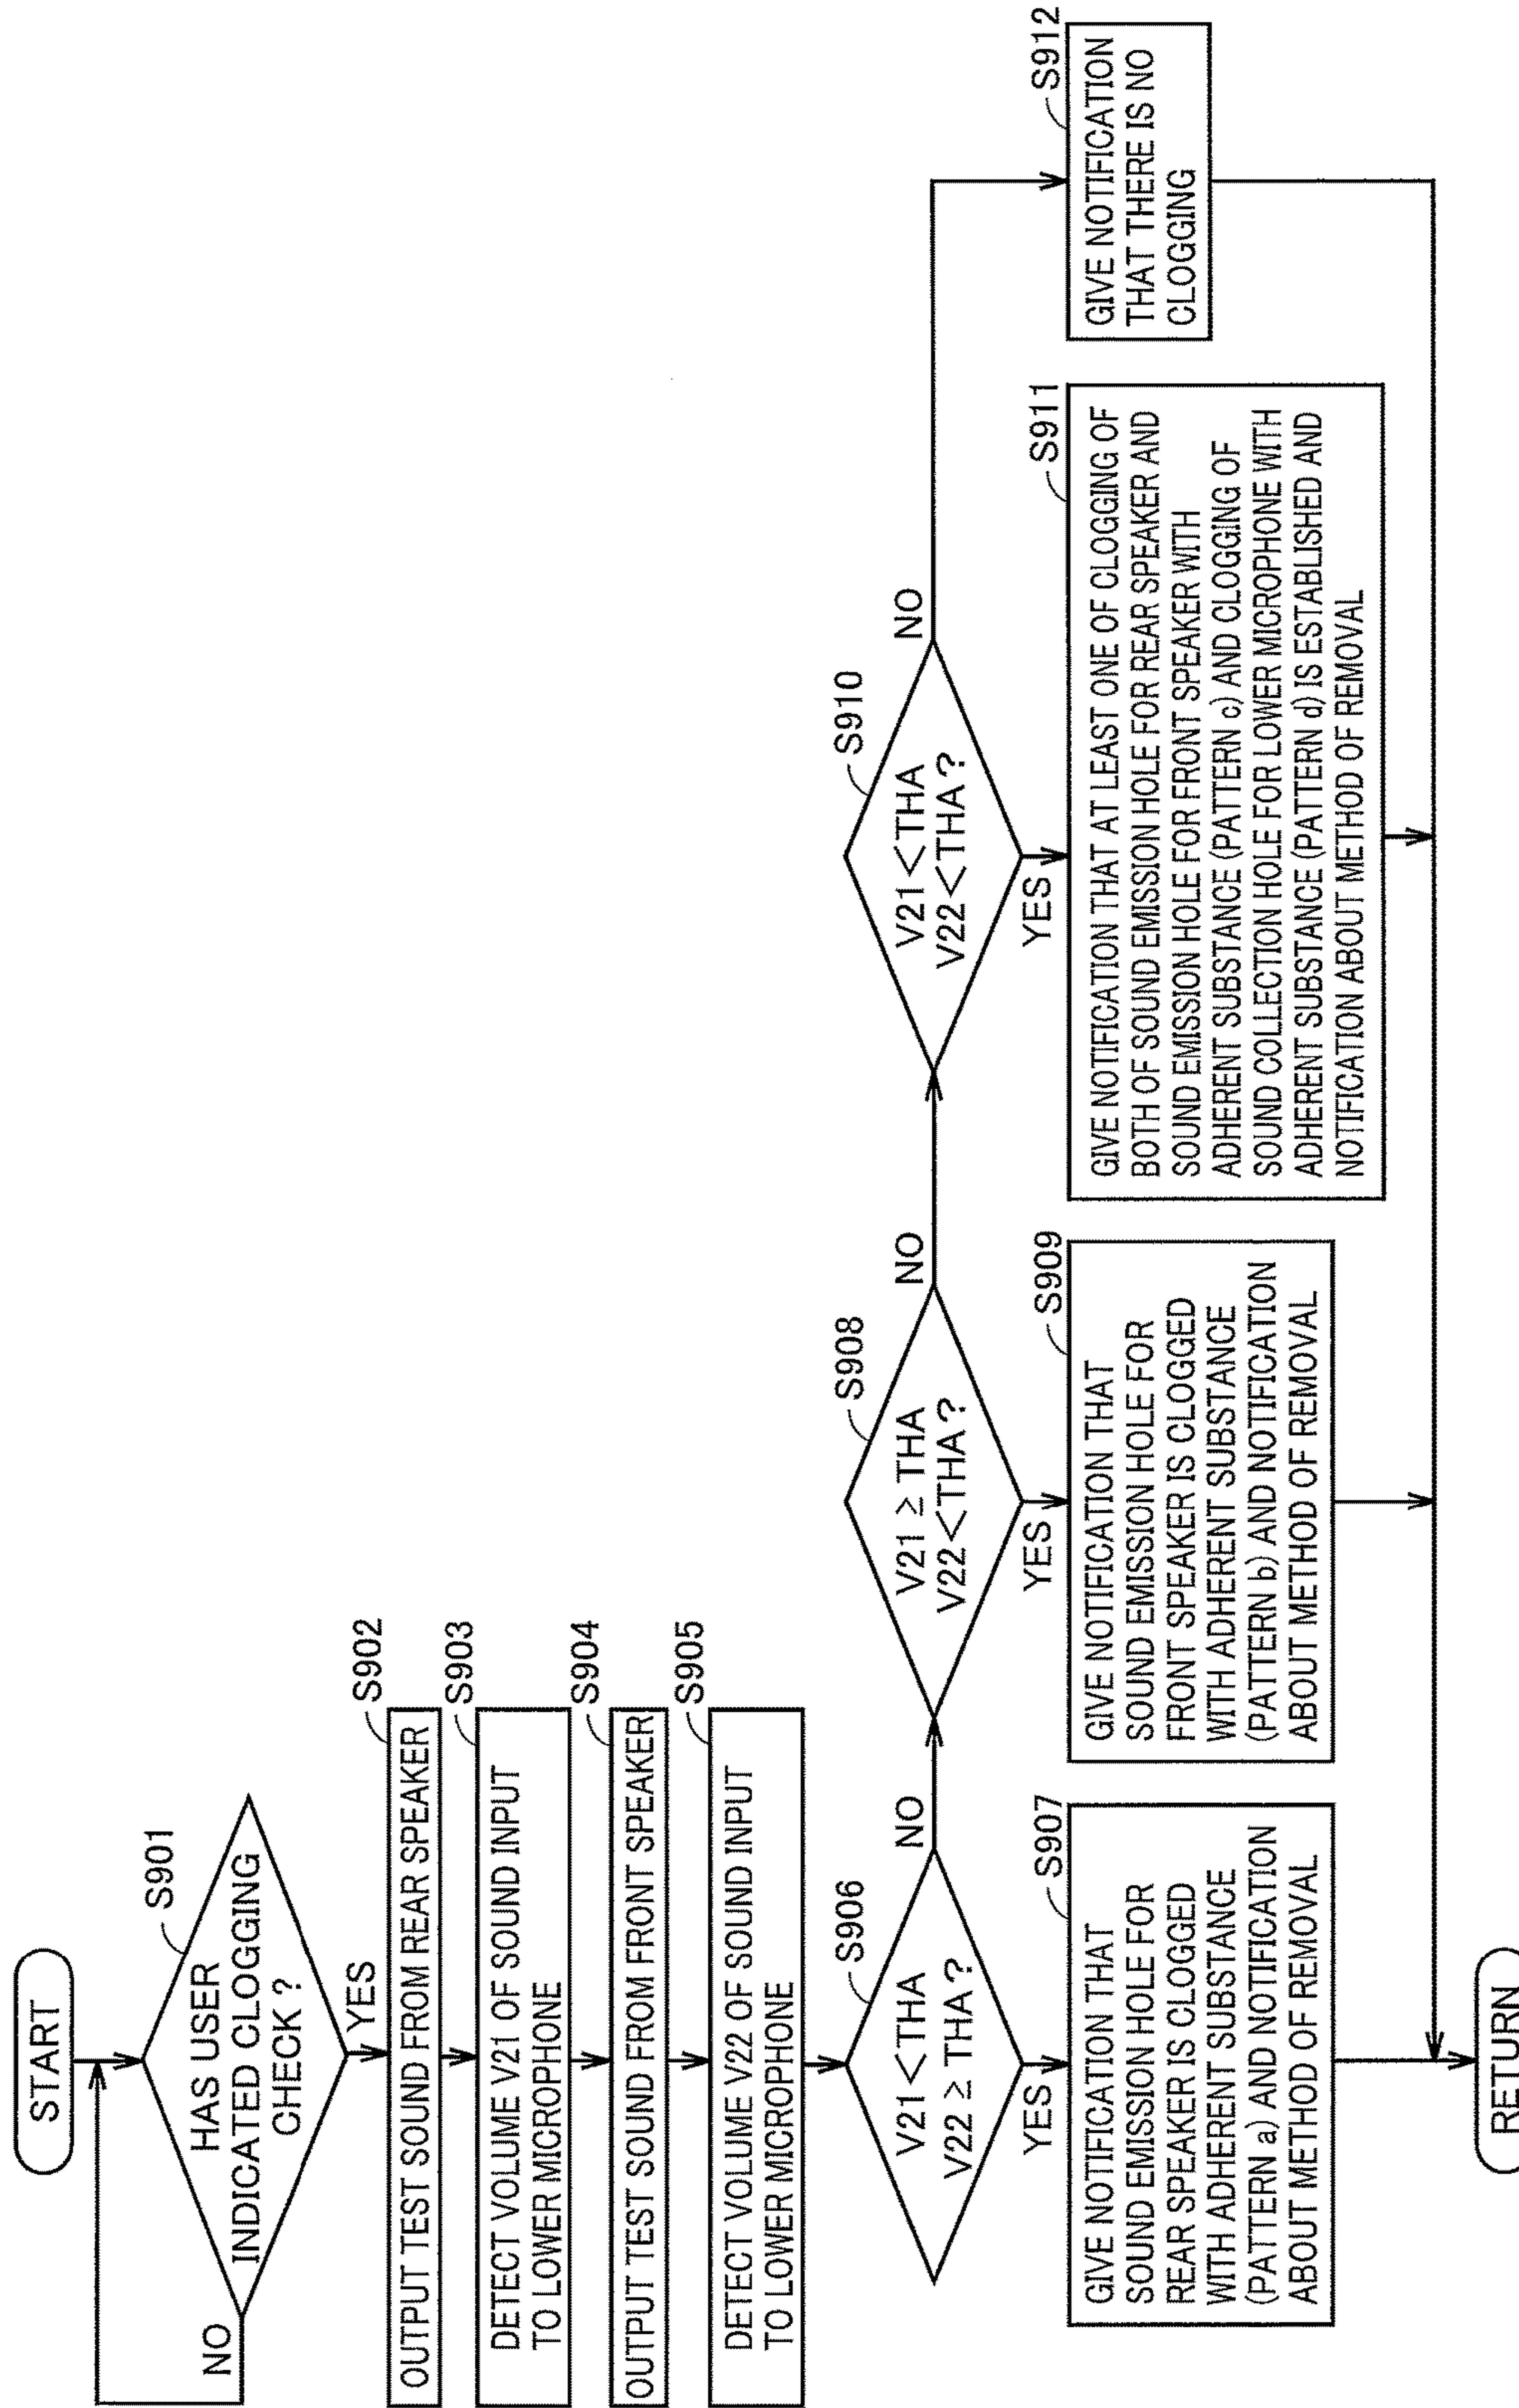 START
S901
HAS USER
INDICATED CLOGGING
CHECK ?
NO
YES
S902
OUTPUT TEST SOUND FROM REAR SPEAKER
S903
DETECT VOLUME V21 OF SOUND INPUT
TO LOWER MICROPHONE
S904
OUTPUT TEST SOUND FROM FRONT SPEAKER
S905
DETECT VOLUME V22 OF SOUND INPUT
TO LOWER MICROPHONE
S906
V21<THA
V22 ≥ THA ?
NO
YES
S907
GIVE NOTIFICATION THAT
SOUND EMISSION HOLE FOR
REAR SPEAKER IS CLOGGED
WITH ADHERENT SUBSTANCE
(PATTERN a) AND NOTIFICATION
ABOUT METHOD OF REMOVAL
S908
V21 ≥ THA
V22<THA ?
NO
YES
S909
GIVE NOTIFICATION THAT
SOUND EMISSION HOLE FOR
FRONT SPEAKER IS CLOGGED
WITH ADHERENT SUBSTANCE
(PATTERN b) AND NOTIFICATION
ABOUT METHOD OF REMOVAL
S910
V21<THA
V22<THA ?
NO
YES
S911
GIVE NOTIFICATION THAT AT LEAST ONE OF CLOGGING OF
BOTH OF SOUND EMISSION HOLE FOR REAR SPEAKER AND
SOUND EMISSION HOLE FOR FRONT SPEAKER WITH
ADHERENT SUBSTANCE (PATTERN c) AND CLOGGING OF
SOUND COLLECTION HOLE FOR LOWER MICROPHONE WITH
ADHERENT SUBSTANCE (PATTERN d) IS ESTABLISHED AND
NOTIFICATION ABOUT METHOD OF REMOVAL
S912
GIVE NOTIFICATION
THAT THERE IS NO
CLOGGING
RETURN